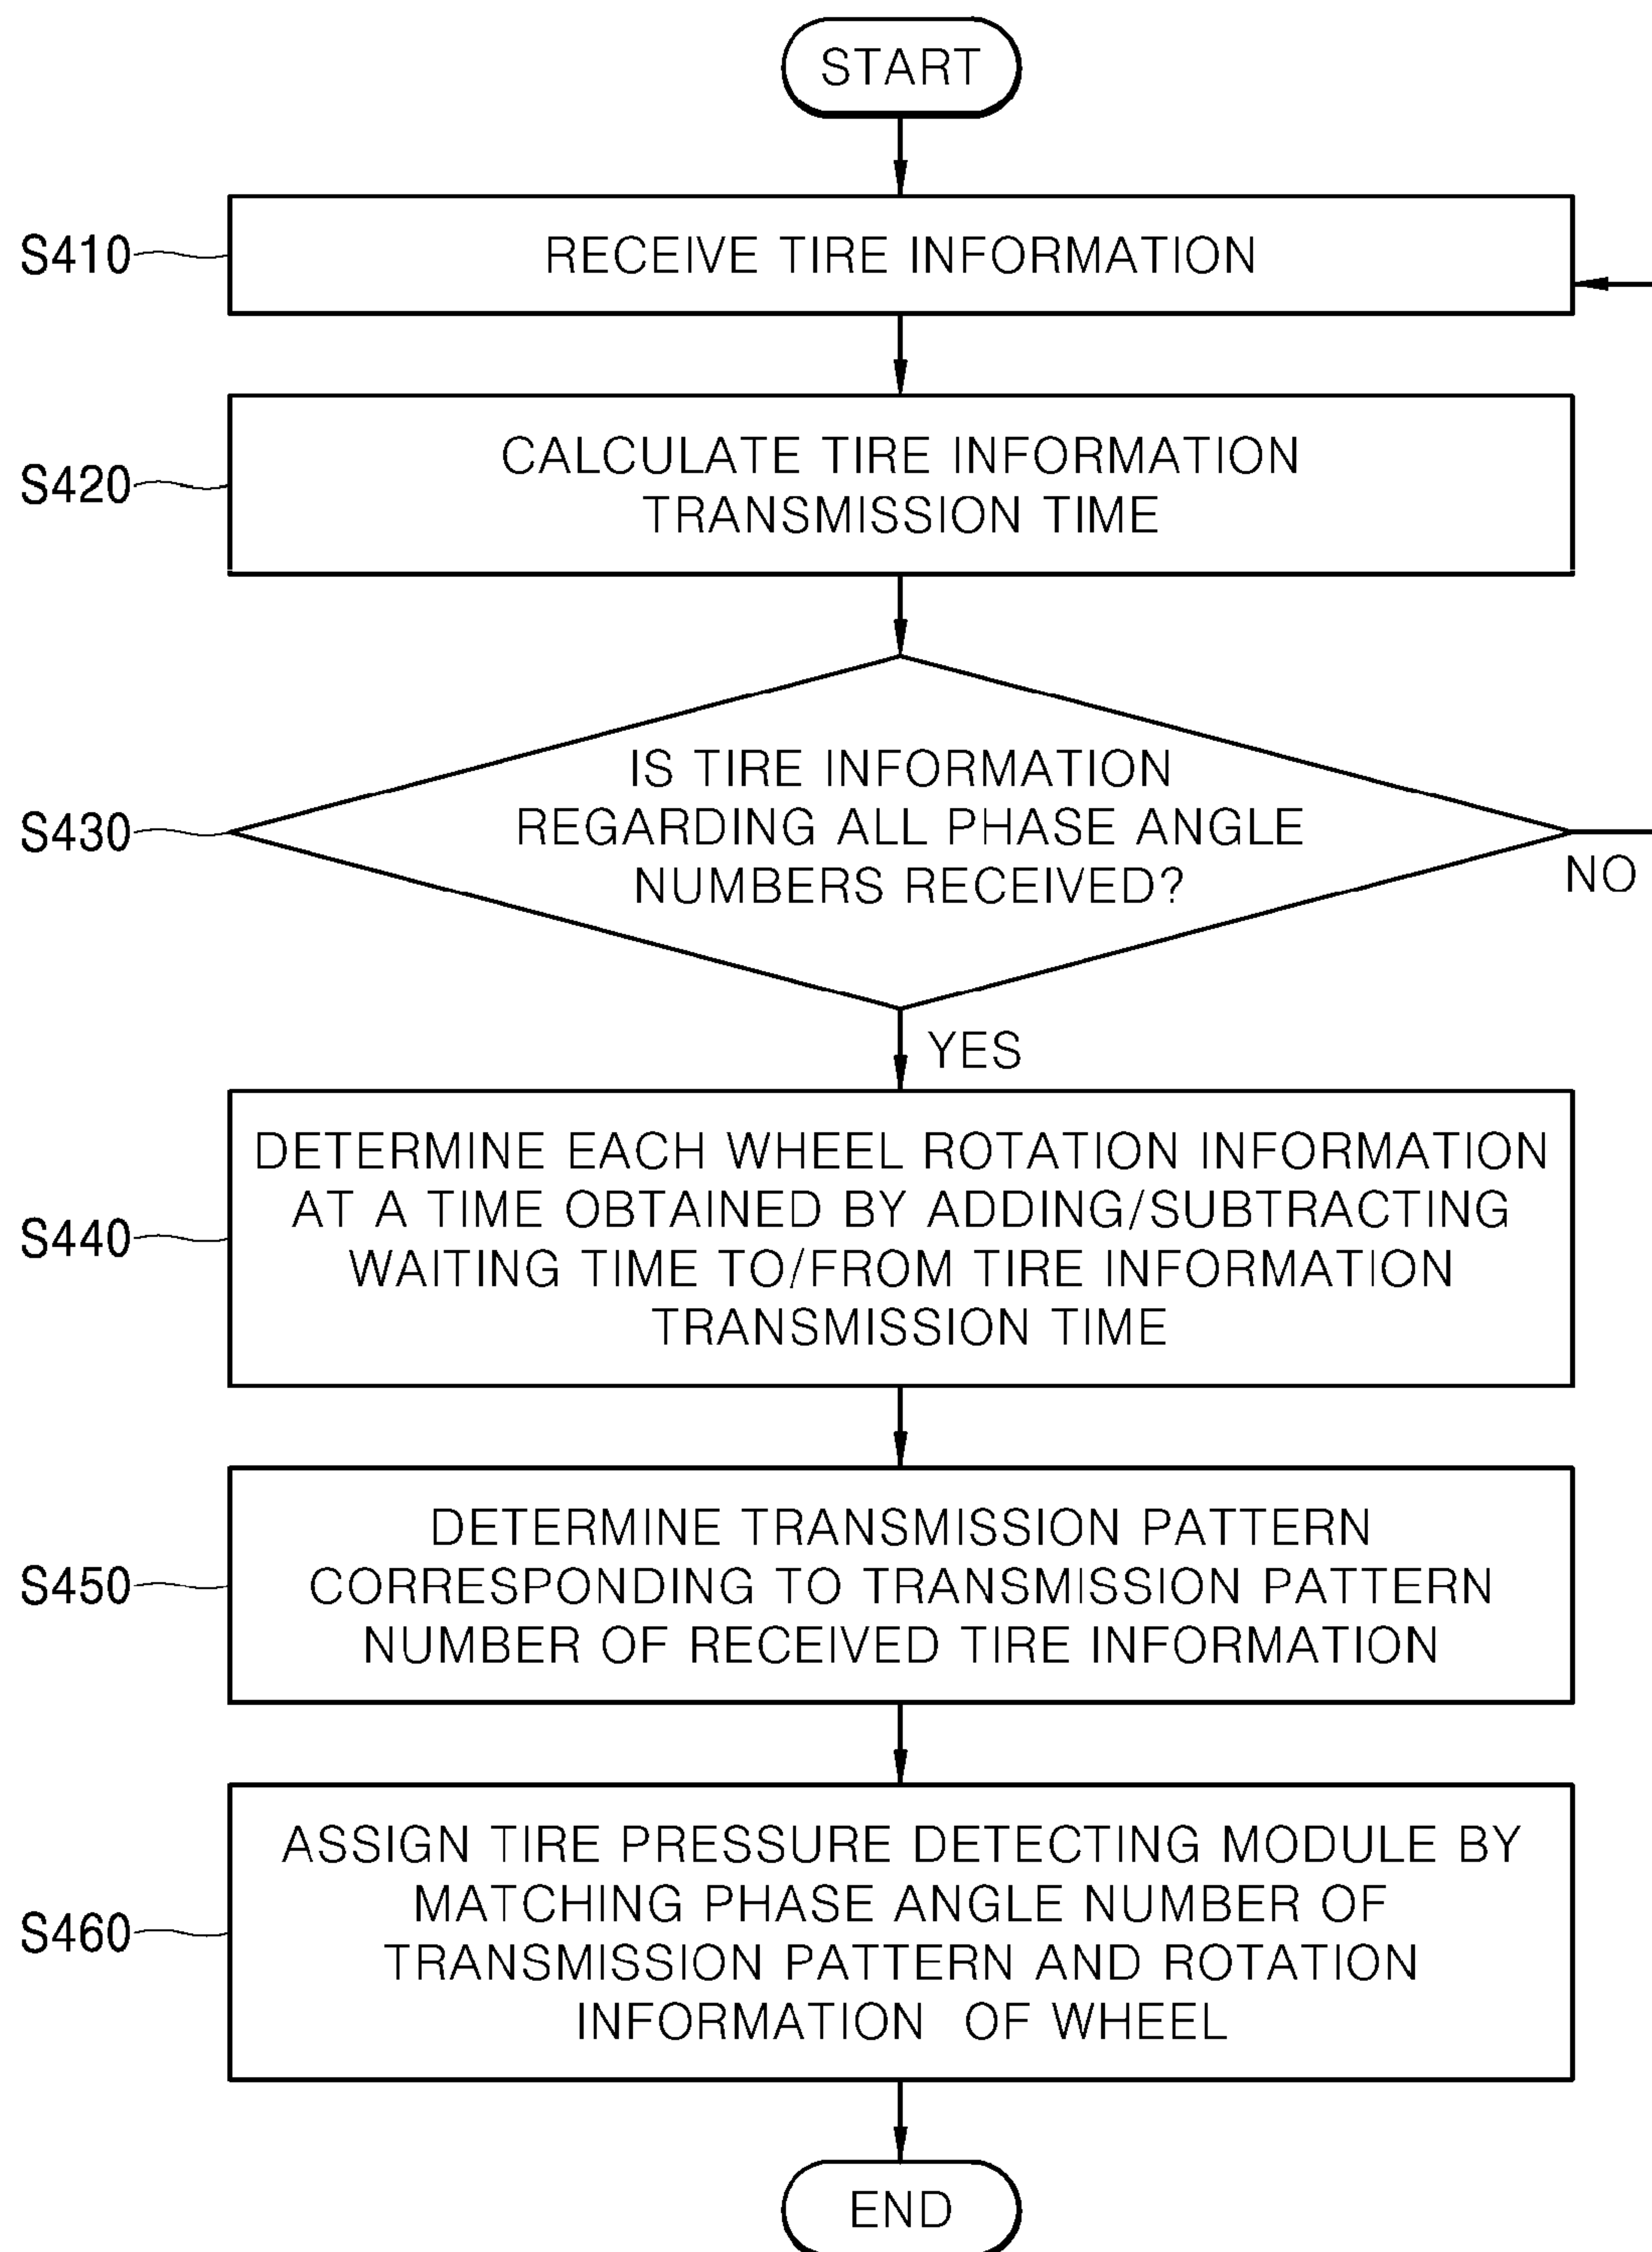 START
S410
RECEIVE TIRE INFORMATION
S420
CALCULATE TIRE INFORMATION
TRANSMISSION TIME
S430
IS TIRE INFORMATION
REGARDING ALL PHASE ANGLE
NUMBERS RECEIVED?
NO
YES
S440
DETERMINE EACH WHEEL ROTATION INFORMATION
AT A TIME OBTAINED BY ADDING/SUBTRACTING
WAITING TIME TO/FROM TIRE INFORMATION
TRANSMISSION TIME
S450
DETERMINE TRANSMISSION PATTERN
CORRESPONDING TO TRANSMISSION PATTERN
NUMBER OF RECEIVED TIRE INFORMATION
S460
ASSIGN TIRE PRESSURE DETECTING MODULE BY
MATCHING PHASE ANGLE NUMBER OF
TRANSMISSION PATTERN AND ROTATION
INFORMATION OF WHEEL
END